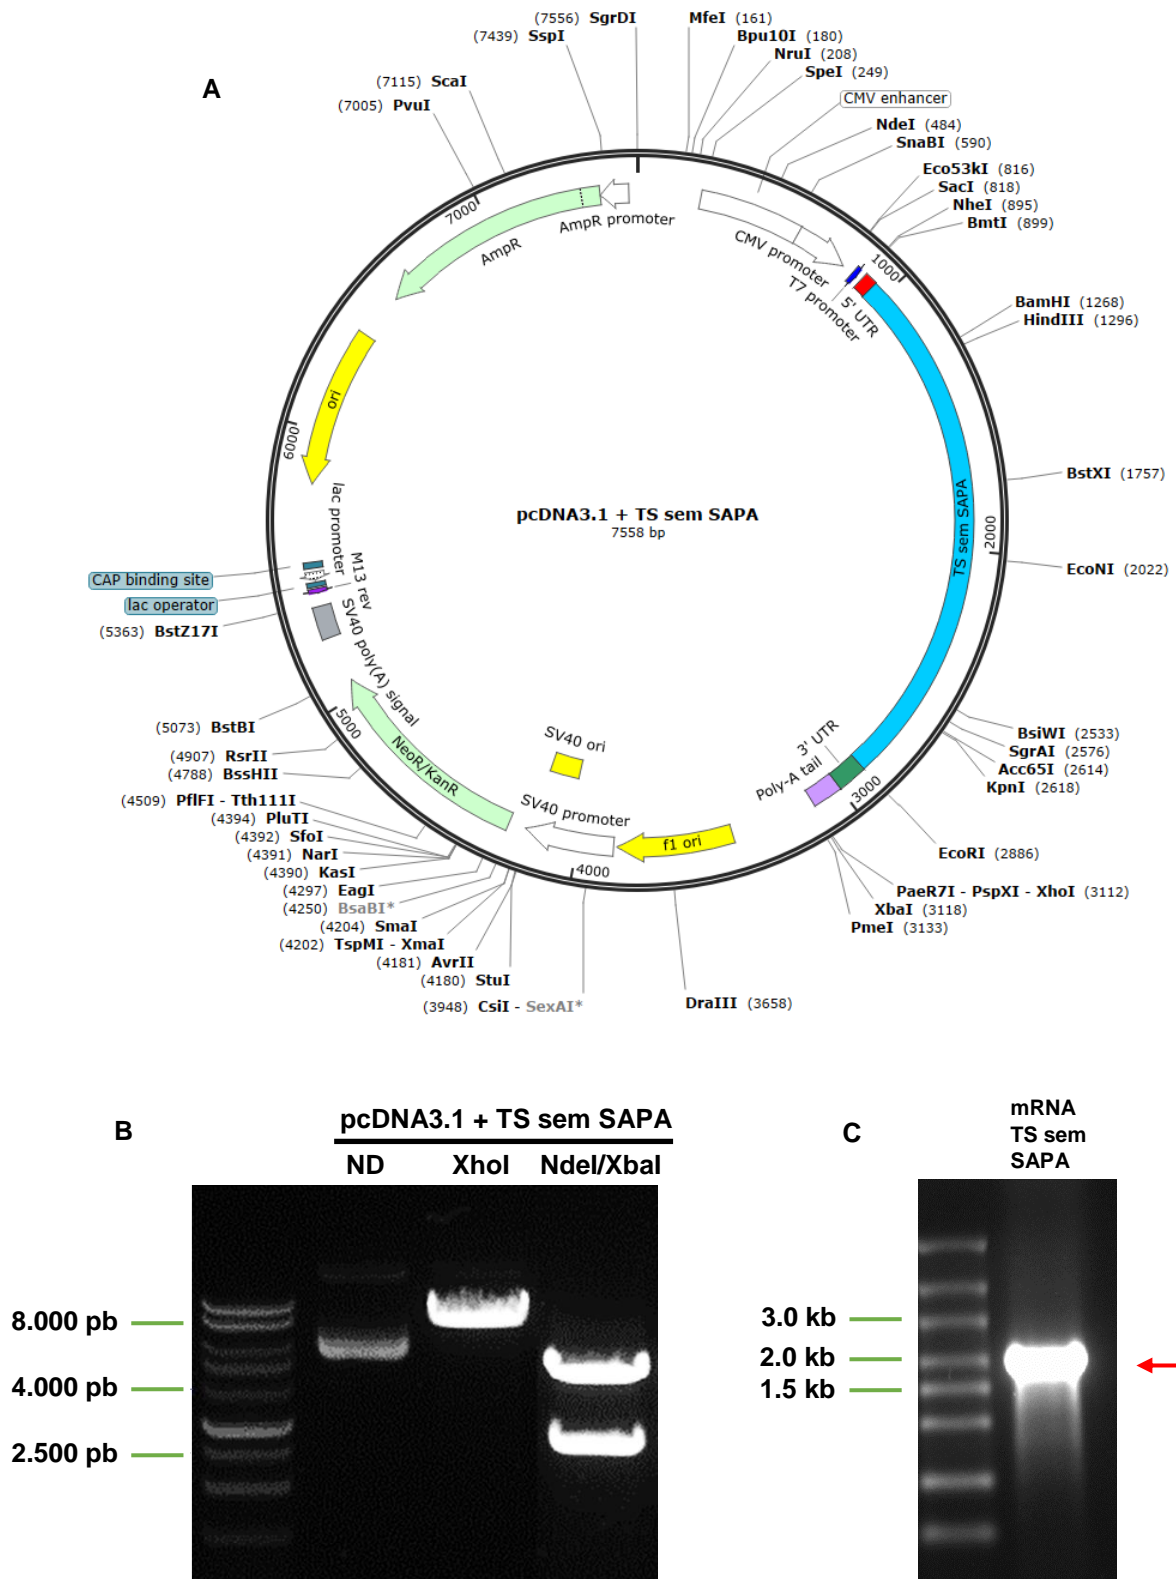 A
(7556) SgrDI
(7439) SspI
(7115) ScaI
(7005) PvuI
MfeI (161)
Bpu10I (180)
NruI (208)
SpeI (249)
CMV enhancer
NdeI (484)
SnaBI (590)
Eco53kI (816)
SacI (818)
NheI (895)
BmtI (899)
7000
AmpR
AmpR promoter
CMV promoter
T7 promoter
5' UTR
1000
BamHI (1268)
HindIII (1296)
ori
6000
lac promoter
pcDNA3.1 + TS sem SAPA
7558 bp
TS sem SAPA
BstXI (1757)
2000
EcoNI (2022)
CAP binding site
lac operator
M13 rev
(5363) BstZ17I
SV40 poly(A) signal
(5073) BstBI
5000
(4907) RsrII
(4788) BssHII
NeoR/KanR
SV40 ori
SV40 promoter
f1 ori
3' UTR
Poly-A tail
3000
BsiWI (2533)
SgrAI (2576)
Acc65I (2614)
KpnI (2618)
(4509) PflFI - Tth111I
(4394) PluTI
(4392) SfoI
(4391) NarI
(4390) KasI
(4297) EagI
(4250) BsaBI*
(4204) SmaI
(4202) TspMI - XmaI
(4181) AvrII
(4180) StuI
(3948) CsiI - SexAI*
4000
EcoRI (2886)
PaeR7I - PspXI - XhoI (3112)
XbaI (3118)
PmeI (3133)
DraIII (3658)
B
pcDNA3.1 + TS sem SAPA
ND XhoI NdeI/XbaI
8.000 pb
4.000 pb
2.500 pb
C
mRNA
TS sem
SAPA
3.0 kb
2.0 kb
1.5 kb